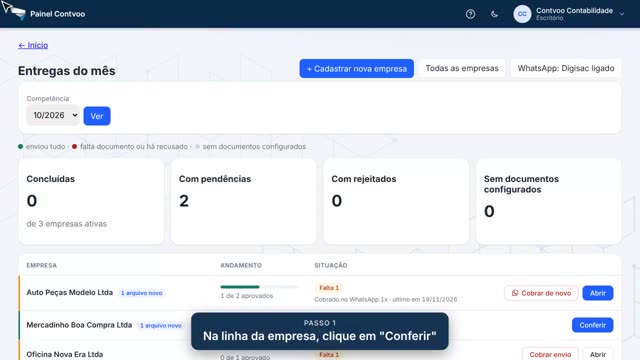 Painel Contvoo
CC
Contvoo Contabilidade
Escritório
← Início
Entregas do mês
+ Cadastrar nova empresa
Todas as empresas
WhatsApp: Digisac ligado
Competência
10/2026
Ver
enviou tudo · falta documento ou há recusado · sem documentos configurados
Concluídas
0
de 3 empresas ativas
Com pendências
2
Com rejeitados
0
Sem documentos configurados
0
EMPRESA ANDAMENTO SITUAÇÃO
Auto Peças Modelo Ltda 1 arquivo novo
1 de 2 aprovados
Falta 1
Cobrado no WhatsApp 1x · último em 19/11/2026
Cobrar de novo
Abrir
Mercadinho Boa Compra Ltda 1 arquivo novo
Conferir
PASSO 1
Na linha da empresa, clique em "Conferir"
Oficina Nova Era Ltda
0 de 1 aprovados
Falta 1
Cobrar envio
Abrir